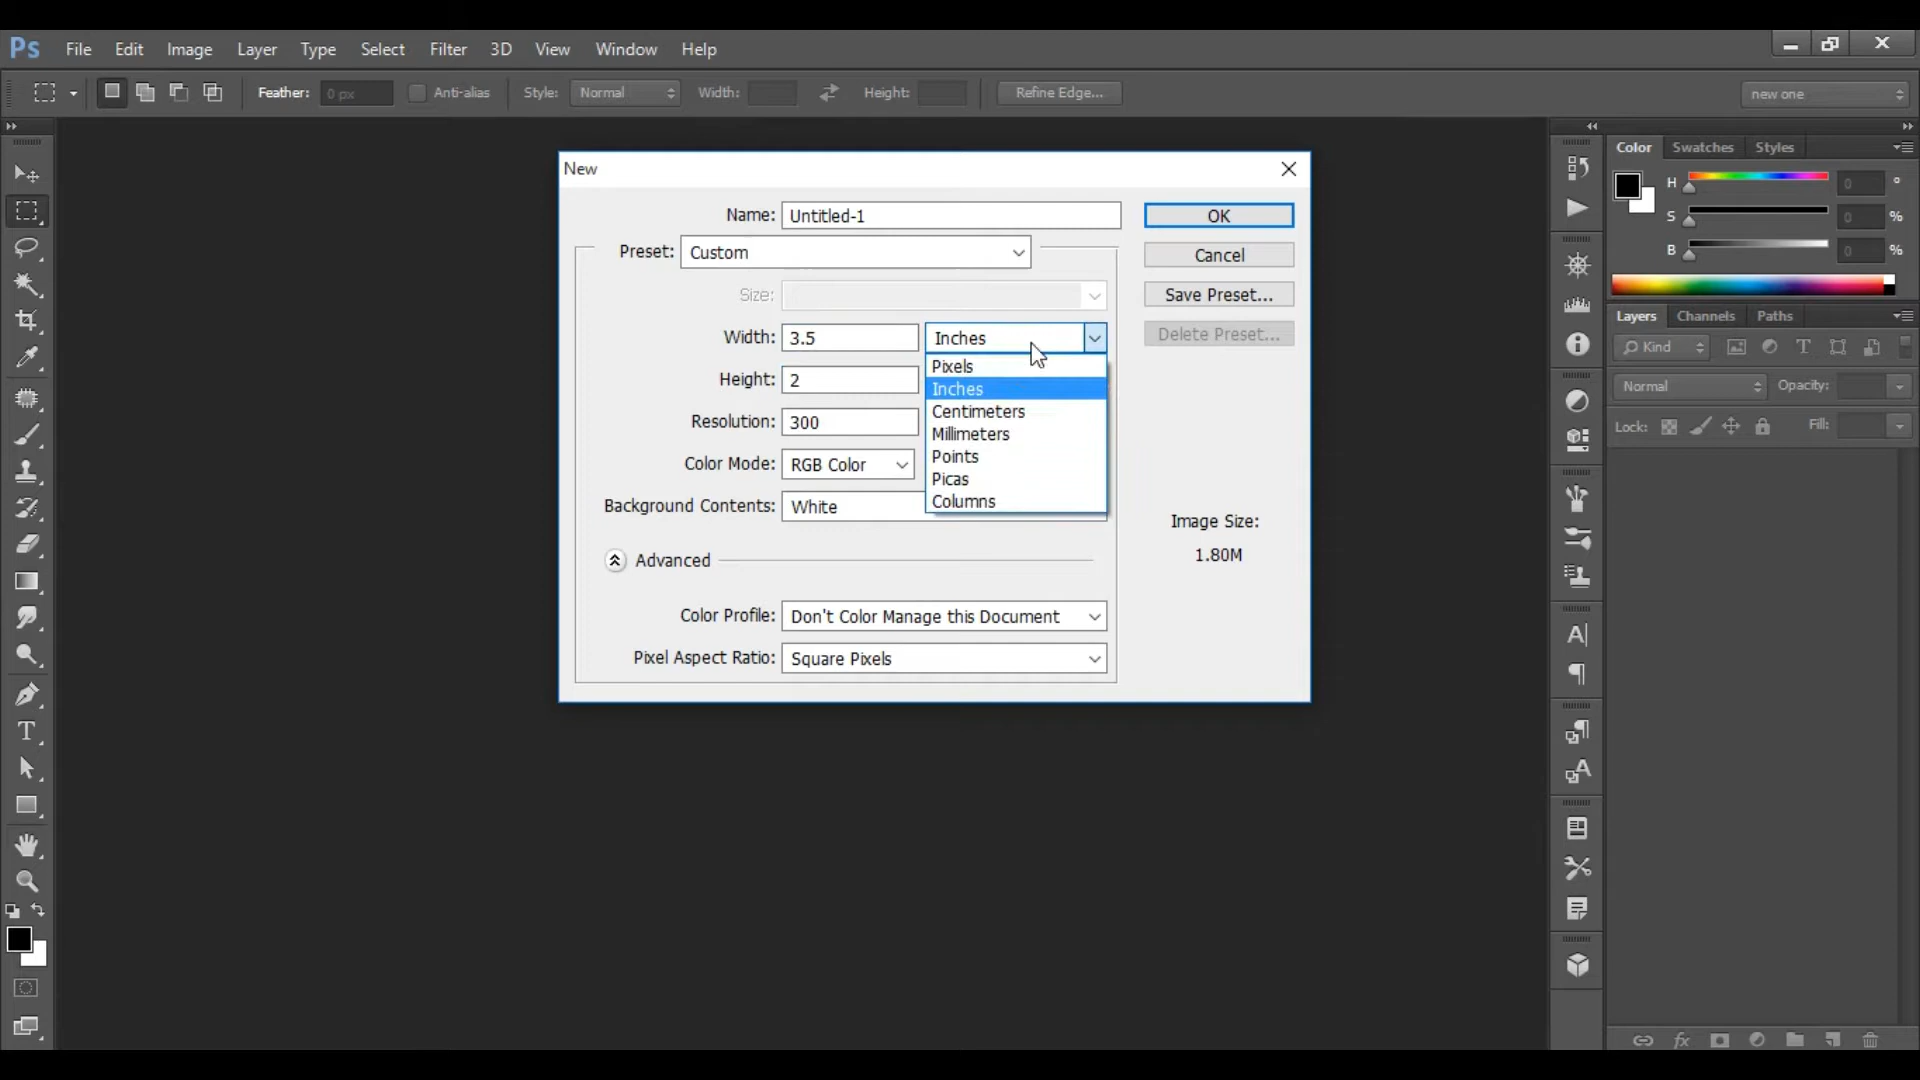 Ps File Edit Image Layer Type Select Filter 3D View Window Help
Feather: 0 px Anti-alias Style: Normal Width: Height: Refine Edge... new one
New
Name: Untitled-1 OK
Preset: Custom Cancel
Size: Save Preset...
Width: 3.5 Inches Delete Preset...
Pixels
Height: 2 Inches
Centimeters
Resolution: 300 Millimeters
Color Mode: RGB Color Points
Picas
Background Contents: White Columns
Image Size:
1.80M
Advanced
Color Profile: Don't Color Manage this Document
Pixel Aspect Ratio: Square Pixels
Color Swatches Styles
H 0 °
S 0 %
B 0 %
Layers Channels Paths
Kind
Normal Opacity:
Lock: Fill: